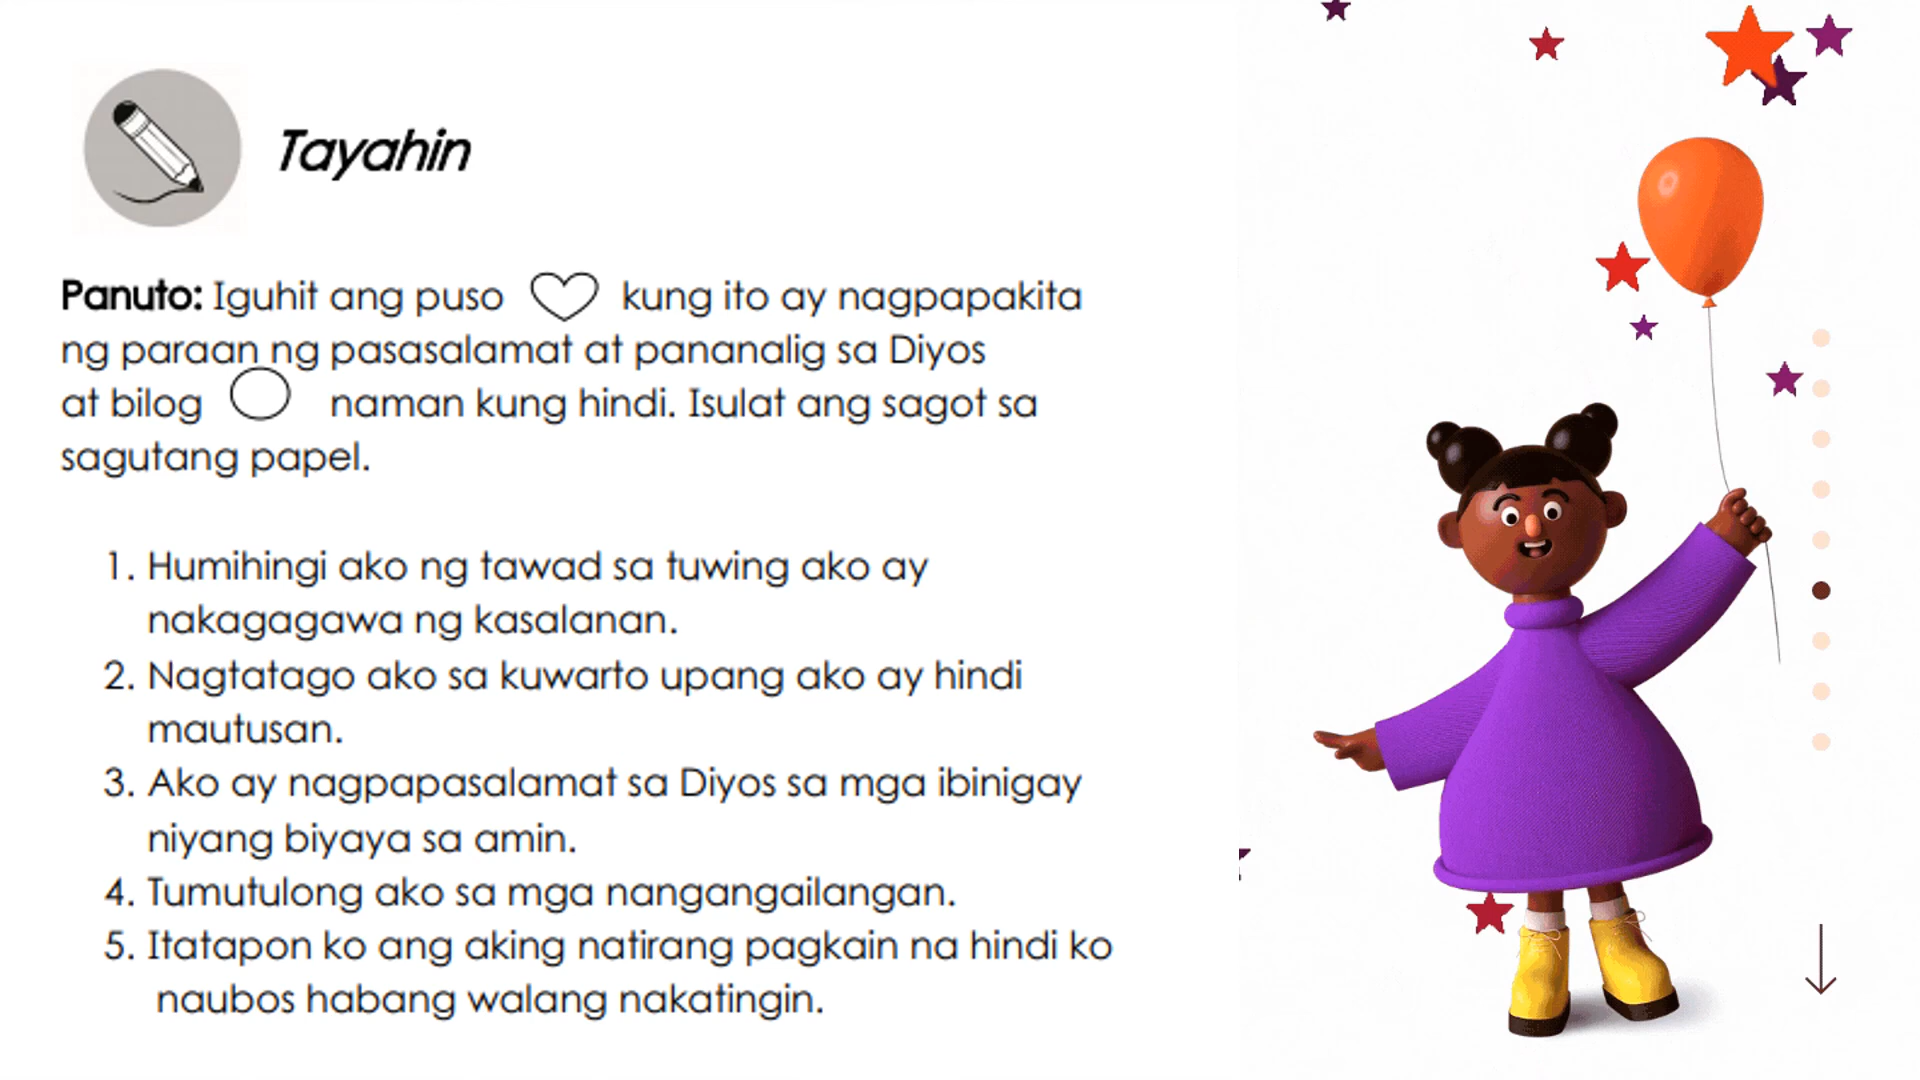 Tayahin
Panuto: Iguhit ang puso kung ito ay nagpapakita
ng paraan ng pasasalamat at pananalig sa Diyos
at bilog naman kung hindi. Isulat ang sagot sa
sagutang papel.
1. Humihingi ako ng tawad sa tuwing ako ay
nakagagawa ng kasalanan.
2. Nagtatago ako sa kuwarto upang ako ay hindi
mautusan.
3. Ako ay nagpapasalamat sa Diyos sa mga ibinigay
niyang biyaya sa amin.
4. Tumutulong ako sa mga nangangailangan.
5. Itatapon ko ang aking natirang pagkain na hindi ko
naubos habang walang nakatingin.